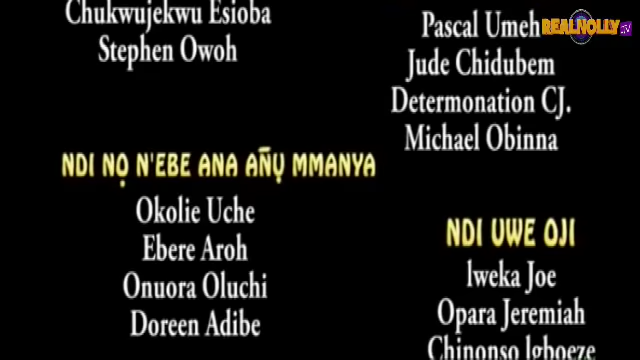 Chukwujekwu Esioba
Stephen Owoh
NDI NỌ N'EBE ANA AÑỤ MMANYA
Okolie Uche
Ebere Aroh
Onuora Oluchi
Doreen Adibe
REALNOLLY TV
Pascal Umeh
Jude Chidubem
Determonation CJ.
Michael Obinna
NDI UWE OJI
Iweka Joe
Opara Jeremiah
Chinonso Igboeze